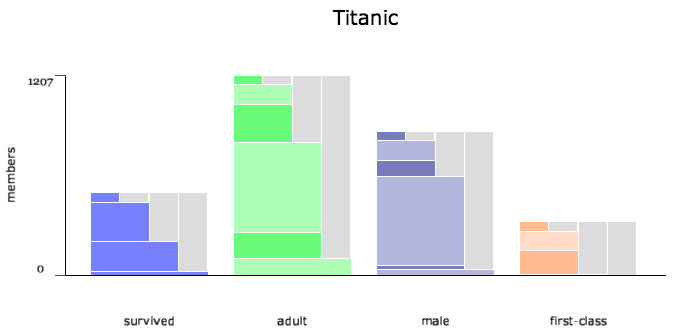 Titanic
1207
members
0
survived
adult
male
first-class